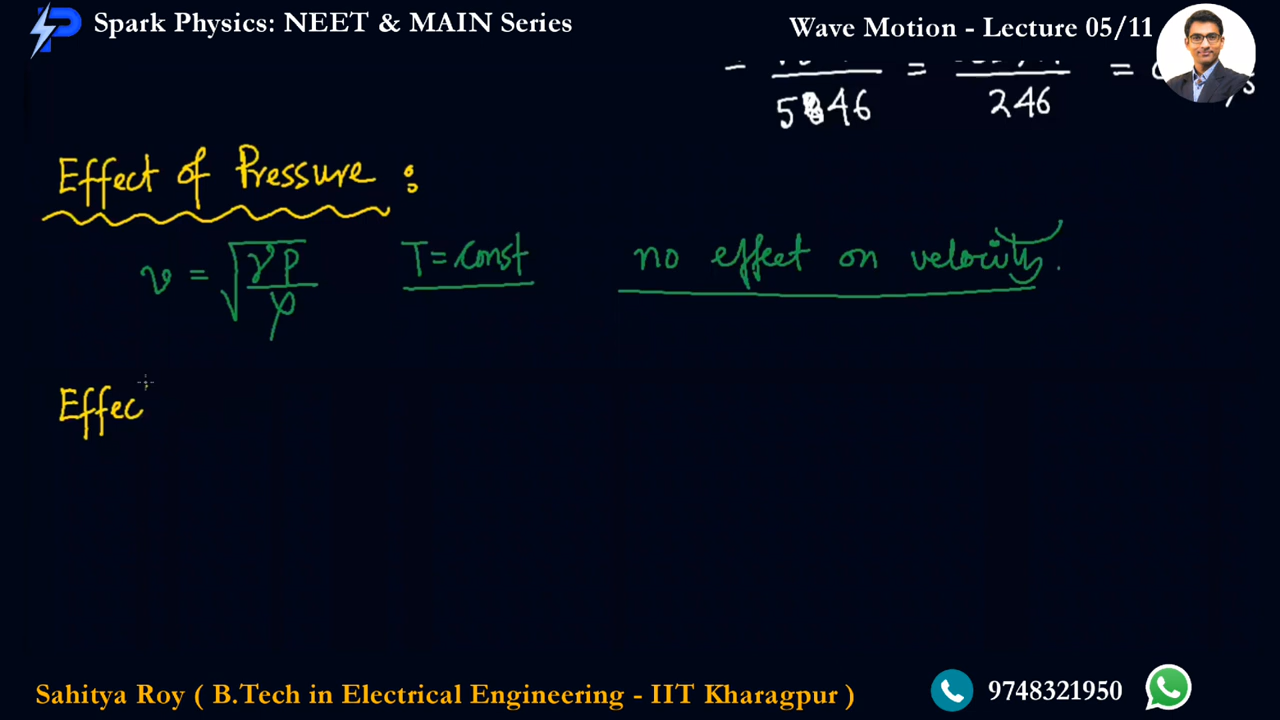 Spark Physics: NEET & MAIN Series
Wave Motion - Lecture 05/11
= =
246
Effect of Pressure :
v = √(γP/ρ) T = const no effect on velocity.
Effec
Sahitya Roy ( B.Tech in Electrical Engineering - IIT Kharagpur )
9748321950